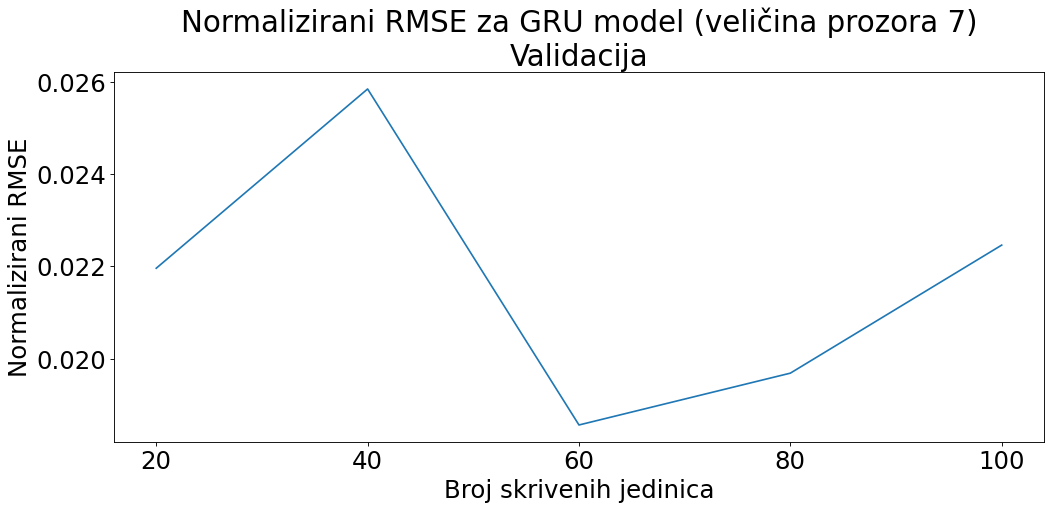 Normalizirani RMSE za GRU model (veličina prozora 7)
Validacija
Normalizirani RMSE
0.026
0.024
0.022
0.020
20 40 60 80 100
Broj skrivenih jedinica